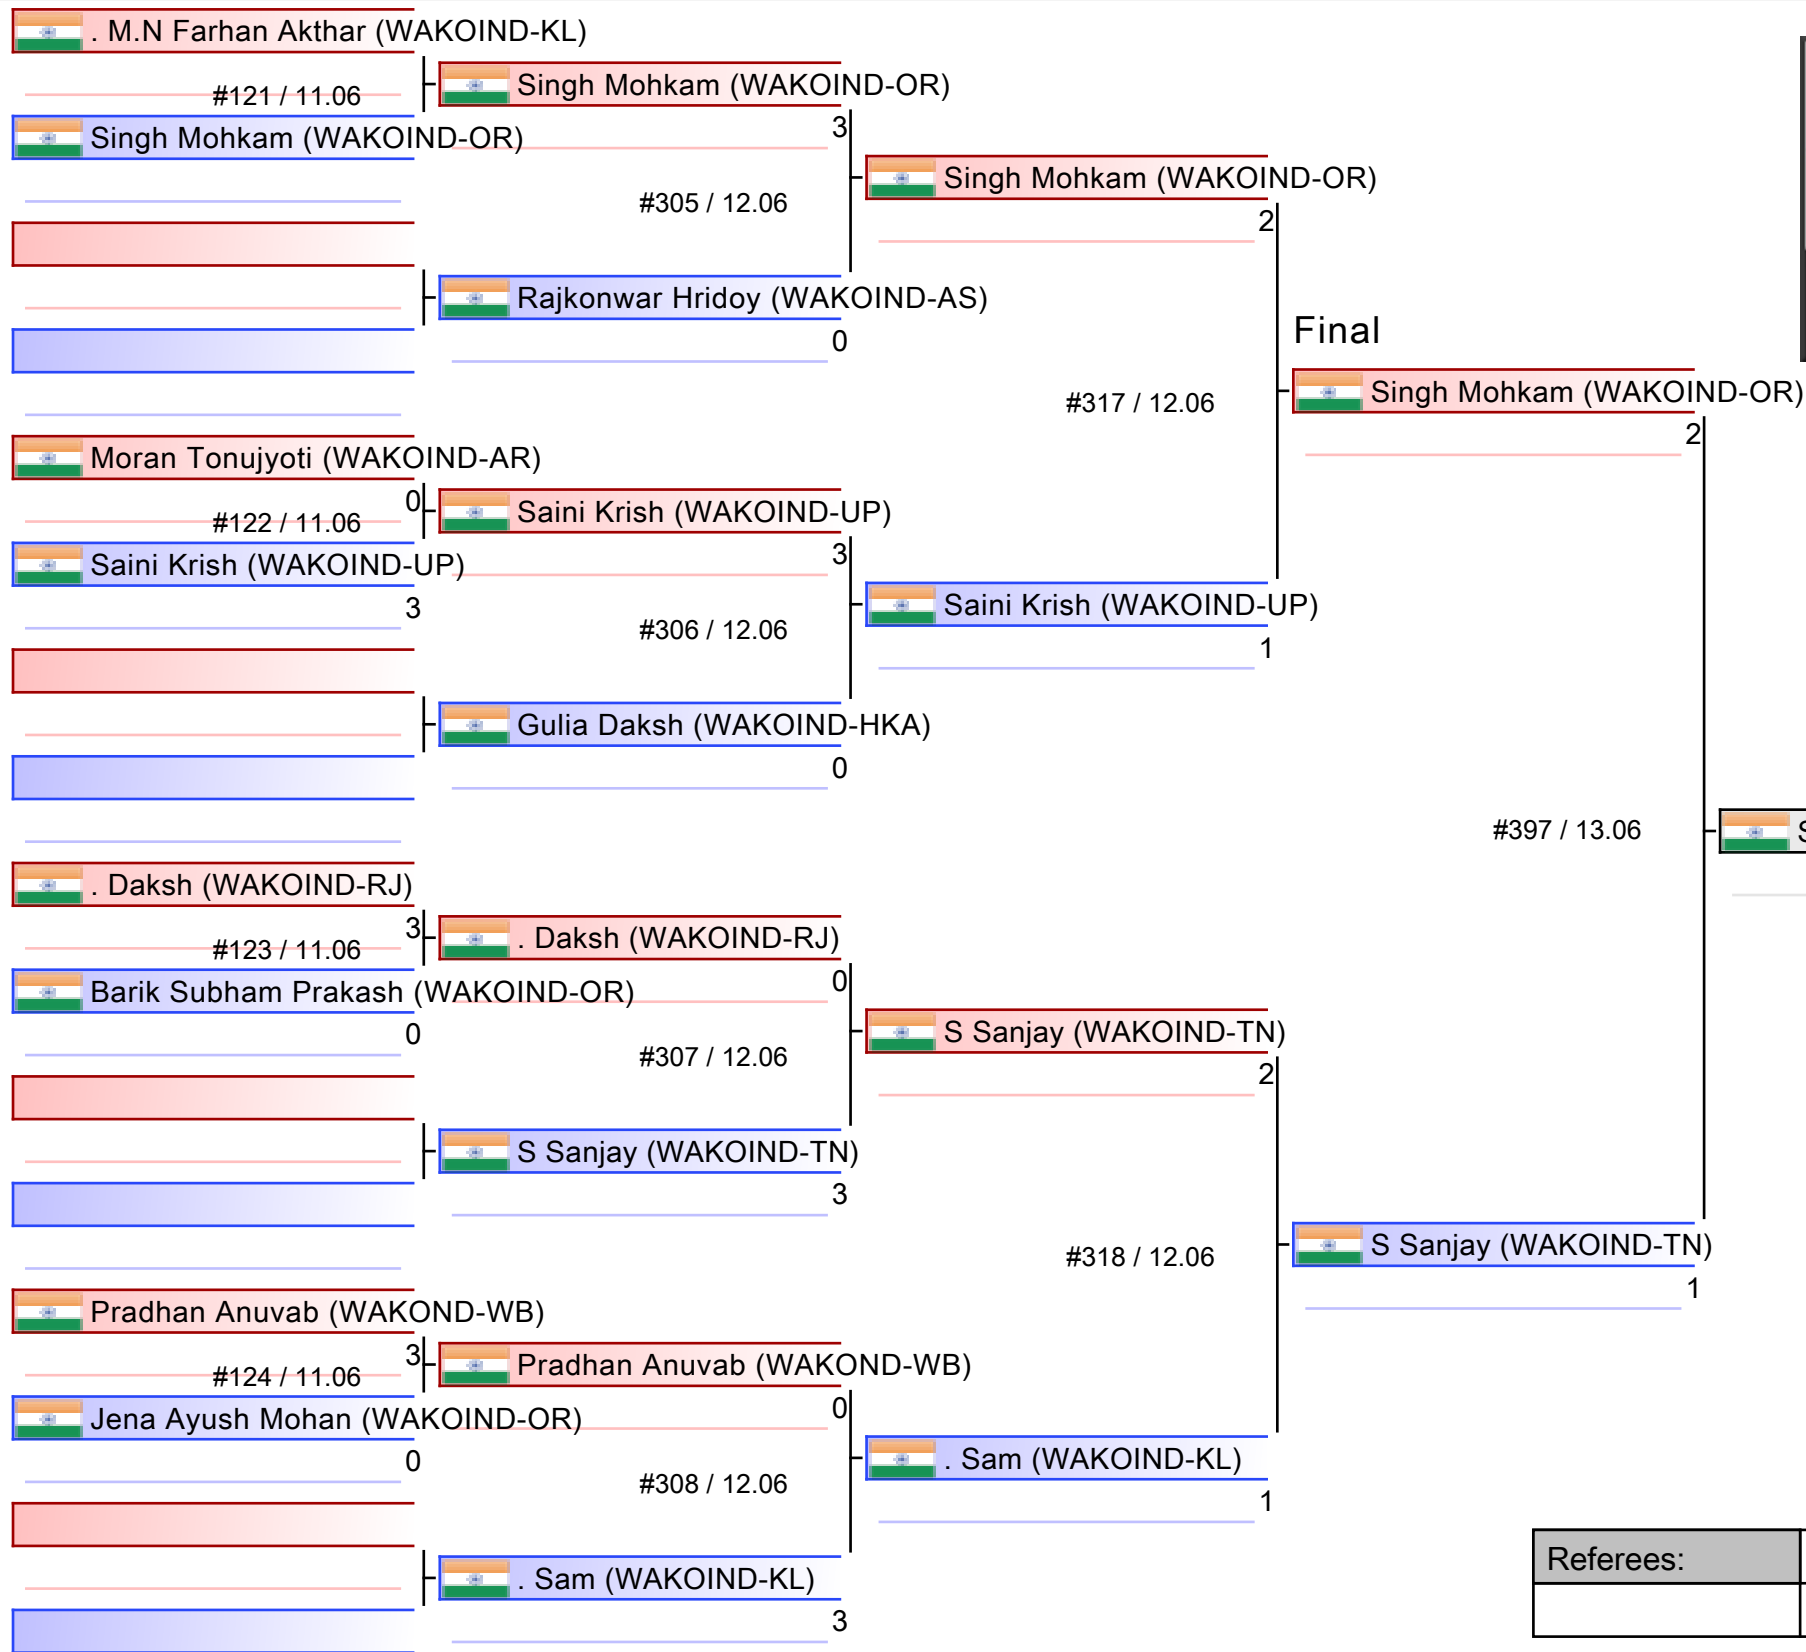 . M.N Farhan Akthar (WAKOIND-KL)
#121 / 11.06
Singh Mohkam (WAKOIND-OR)
Moran Tonujyoti (WAKOIND-AR)
0
#122 / 11.06
Saini Krish (WAKOIND-UP)
3
. Daksh (WAKOIND-RJ)
3
#123 / 11.06
Barik Subham Prakash (WAKOIND-OR)
0
Pradhan Anuvab (WAKOND-WB)
3
#124 / 11.06
Jena Ayush Mohan (WAKOIND-OR)
0
Singh Mohkam (WAKOIND-OR)
3
#305 / 12.06
Rajkonwar Hridoy (WAKOIND-AS)
0
Saini Krish (WAKOIND-UP)
3
#306 / 12.06
Gulia Daksh (WAKOIND-HKA)
0
. Daksh (WAKOIND-RJ)
0
#307 / 12.06
S Sanjay (WAKOIND-TN)
3
Pradhan Anuvab (WAKOND-WB)
0
#308 / 12.06
. Sam (WAKOIND-KL)
3
Singh Mohkam (WAKOIND-OR)
2
#317 / 12.06
Saini Krish (WAKOIND-UP)
1
S Sanjay (WAKOIND-TN)
2
#318 / 12.06
. Sam (WAKOIND-KL)
1
Final
Singh Mohkam (WAKOIND-OR)
2
#397 / 13.06
S Sanjay (WAKOIND-TN)
1
Referees: